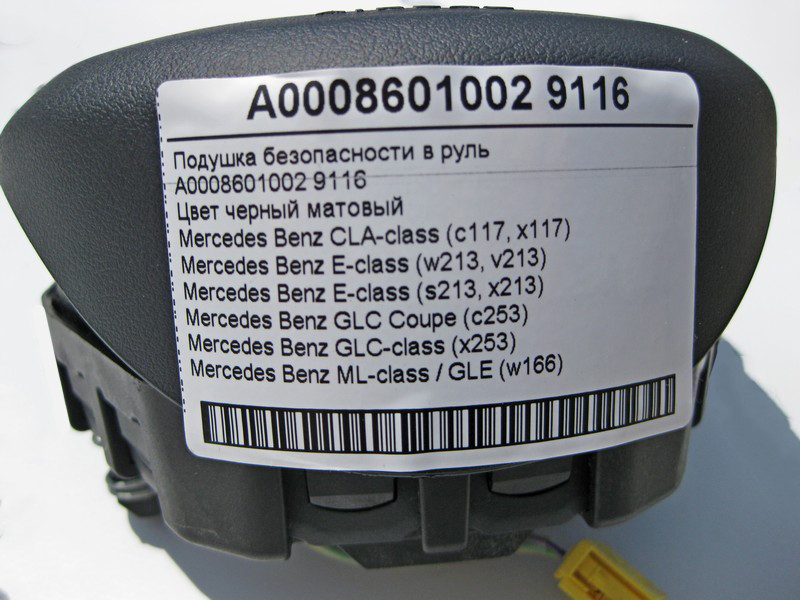 A0008601002 9116
Подушка безопасности в руль
A0008601002 9116
Цвет черный матовый
Mercedes Benz CLA-class (c117, x117)
Mercedes Benz E-class (w213, v213)
Mercedes Benz E-class (s213, x213)
Mercedes Benz GLC Coupe (c253)
Mercedes Benz GLC-class (x253)
Mercedes Benz ML-class / GLE (w166)